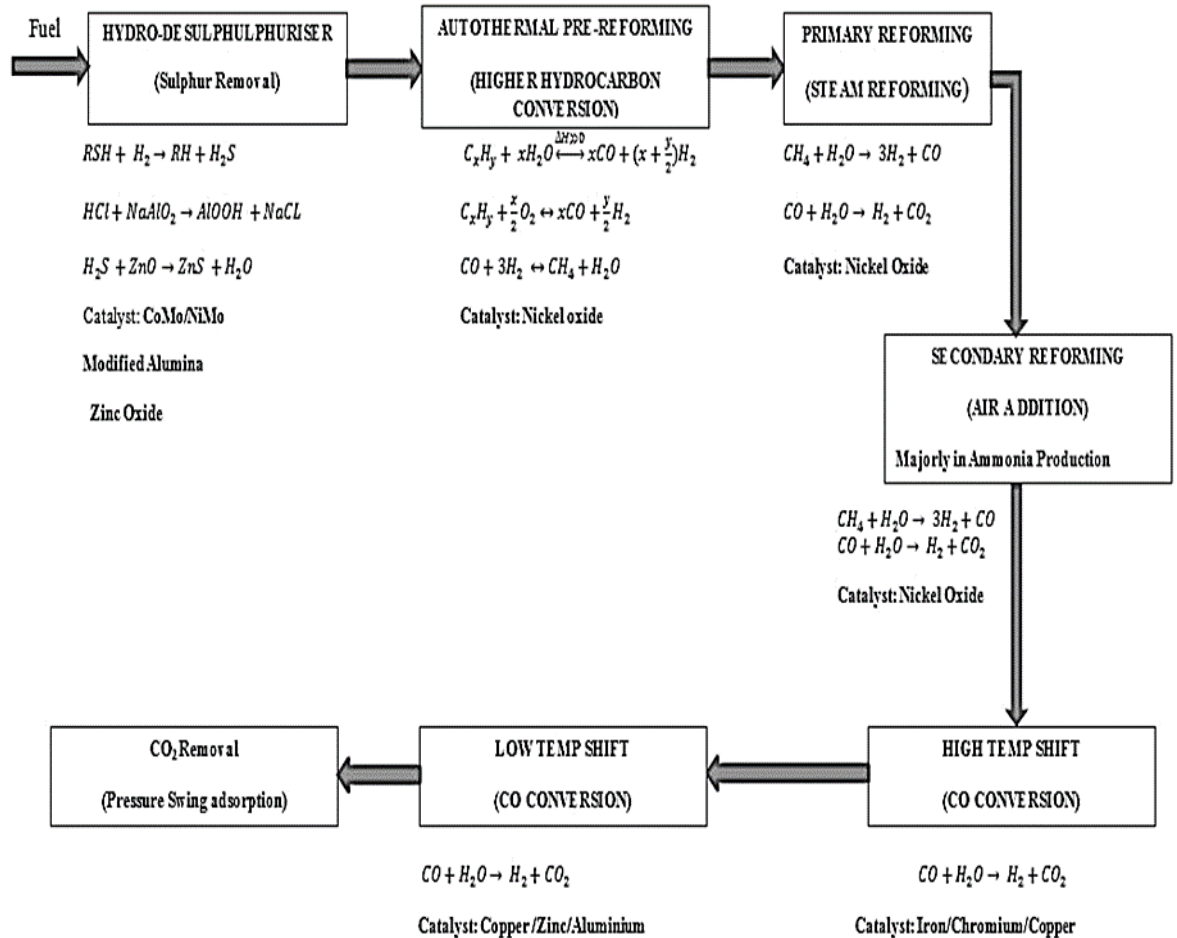 Fuel
HYDRO-DESULPHULPHURISER
(Sulphur Removal)
AUTOTHERMAL PRE-REFORMING
(HIGHER HYDROCARBON
CONVERSION)
PRIMARY REFORMING
(STEAM REFORMING)
RSH + H₂ → RH + H₂S
HCl + NaAlO₂ → AlOOH + NaCL
H₂S + ZnO → ZnS + H₂O
Catalyst: CoMo/NiMo
Modified Alumina
Zinc Oxide
CₓHᵧ + xH₂O ⟷ xCO + (x + y/2)H₂
CₓHᵧ + x/2 O₂ ↔ xCO + y/2 H₂
CO + 3H₂ ↔ CH₄ + H₂O
Catalyst: Nickel oxide
CH₄ + H₂O → 3H₂ + CO
CO + H₂O → H₂ + CO₂
Catalyst: Nickel Oxide
SECONDARY REFORMING
(AIR ADDITION)
Majorly in Ammonia Production
CH₄ + H₂O → 3H₂ + CO
CO + H₂O → H₂ + CO₂
Catalyst: Nickel Oxide
HIGH TEMP SHIFT
(CO CONVERSION)
CO + H₂O → H₂ + CO₂
Catalyst: Iron/Chromium/Copper
LOW TEMP SHIFT
(CO CONVERSION)
CO + H₂O → H₂ + CO₂
Catalyst: Copper/Zinc/Aluminium
CO₂ Removal
(Pressure Swing adsorption)